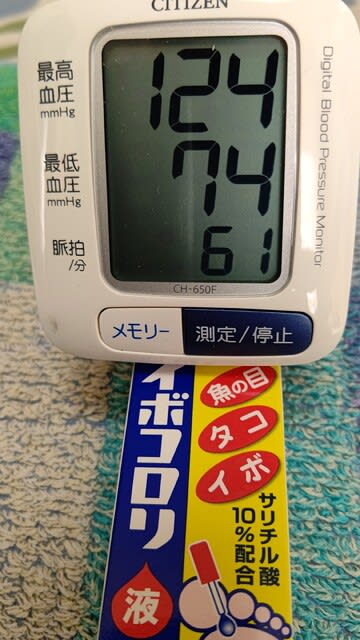 CITIZEN
最高
血圧
mmHg
124
最低
血圧
mmHg
74
脈拍
/分
61
Digital Blood Pressure Monitor
CH-650F
メモリー
測定/停止
イボコロリ
液
魚の目
タコ
イボ
サリチル酸
10%配合